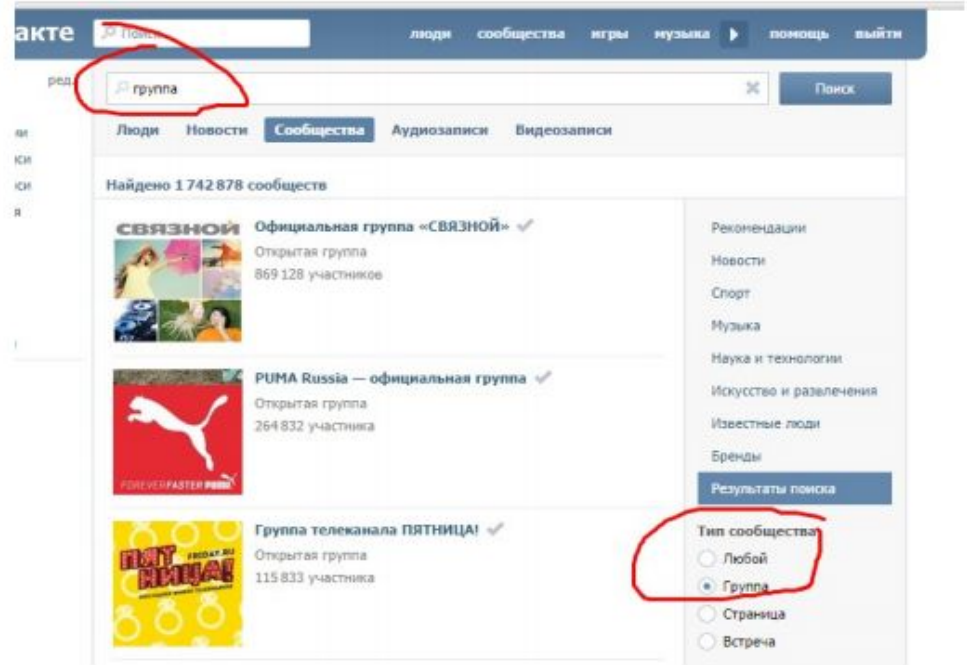 акте Поиск люди сообщества игры музыка помощь выйти
ред.
группа Поиск
Люди Новости Сообщества Аудиозаписи Видеозаписи
Найдено 1 742 878 сообществ
СВЯЗНОЙ
Официальная группа «СВЯЗНОЙ»
Открытая группа
869 128 участников
PUMA Russia — официальная группа
Открытая группа
264 832 участника
FOREVER FASTER PUMA
Группа телеканала ПЯТНИЦА!
Открытая группа
115 833 участника
ПЯТ
FRIDAY.RU
НИЦА!
Рекомендации
Новости
Спорт
Музыка
Наука и технологии
Искусство и развлечения
Известные люди
Бренды
Результаты поиска
Тип сообщества
Любой
Группа
Страница
Встреча